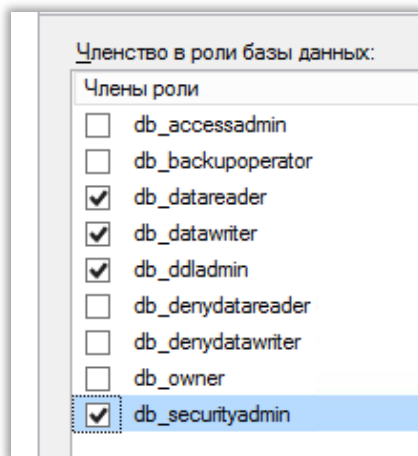 Членство в роли базы данных:
Члены роли
db_accessadmin
db_backupoperator
db_datareader
db_datawriter
db_ddladmin
db_denydatareader
db_denydatawriter
db_owner
db_securityadmin